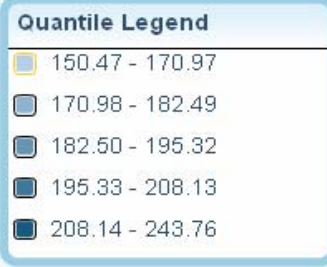 Quantile Legend
150.47 - 170.97
170.98 - 182.49
182.50 - 195.32
195.33 - 208.13
208.14 - 243.76